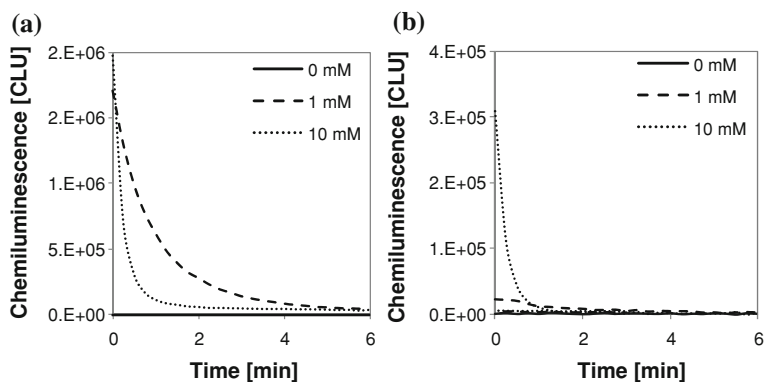 (a)
Chemiluminescence [CLU]
2.E+06
2.E+06
1.E+06
5.E+05
0.E+00
0 mM
1 mM
10 mM
0
2
4
6
Time [min]
(b)
Chemiluminescence [CLU]
4.E+05
3.E+05
2.E+05
1.E+05
0.E+00
0 mM
1 mM
10 mM
0
2
4
6
Time [min]